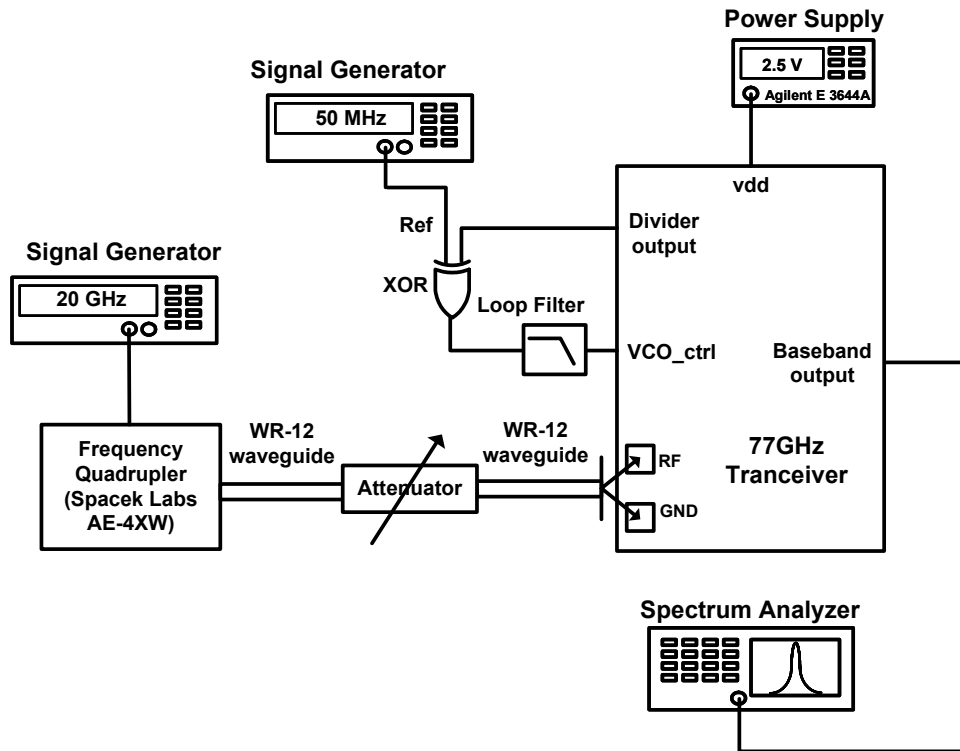 Power Supply
2.5 V
Agilent E 3644A
Signal Generator
50 MHz
vdd
Ref
Divider
output
Signal Generator
20 GHz
XOR
Loop Filter
VCO_ctrl
Baseband
output
Frequency
Quadrupler
(Spacek Labs
AE-4XW)
WR-12
waveguide
Attenuator
WR-12
waveguide
RF
GND
77GHz
Tranceiver
Spectrum Analyzer